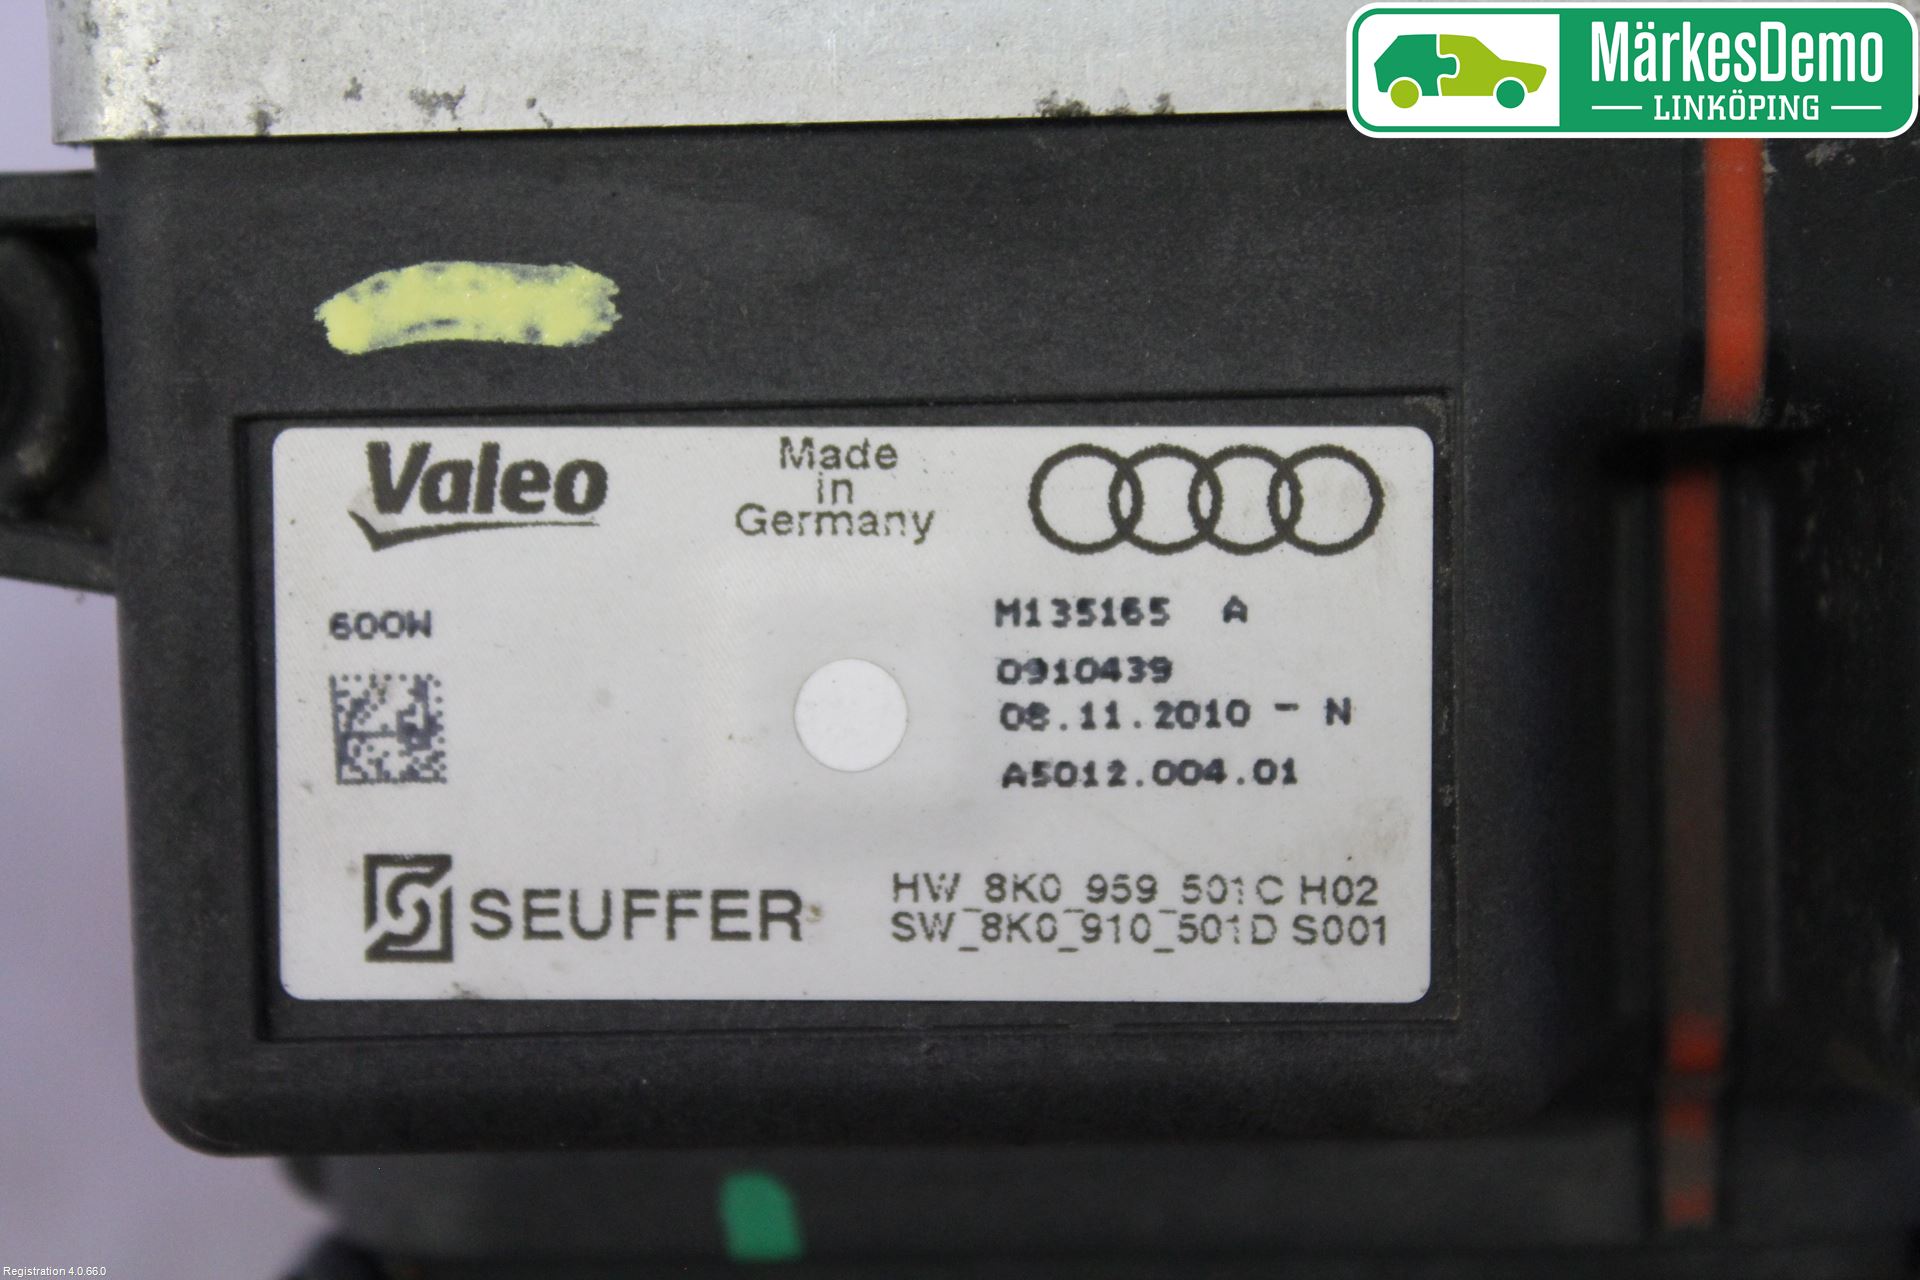 MärkesDemo
LINKÖPING
Valeo
Made
in
Germany
600W
M135165 A
0910439
08.11.2010 - N
A5012.004.01
SEUFFER
HW_8K0_959_501C H02
SW_8K0_910_501D S001
Registration 4.0.66.0